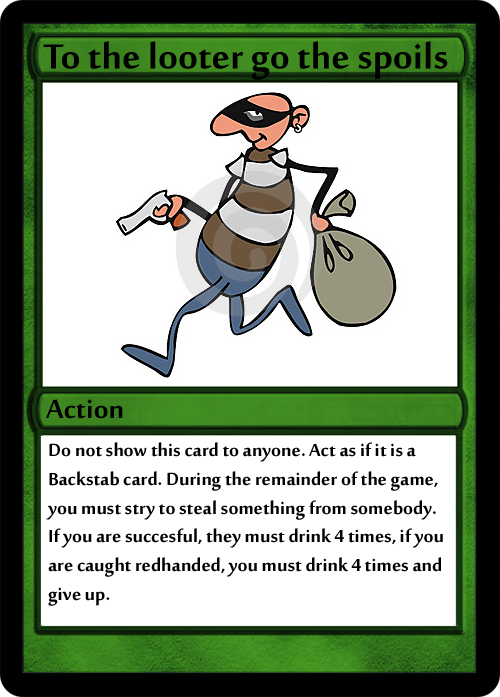 To the looter go the spoils
Action
Do not show this card to anyone. Act as if it is a
Backstab card. During the remainder of the game,
you must stry to steal something from somebody.
If you are succesful, they must drink 4 times, if you
are caught redhanded, you must drink 4 times and
give up.